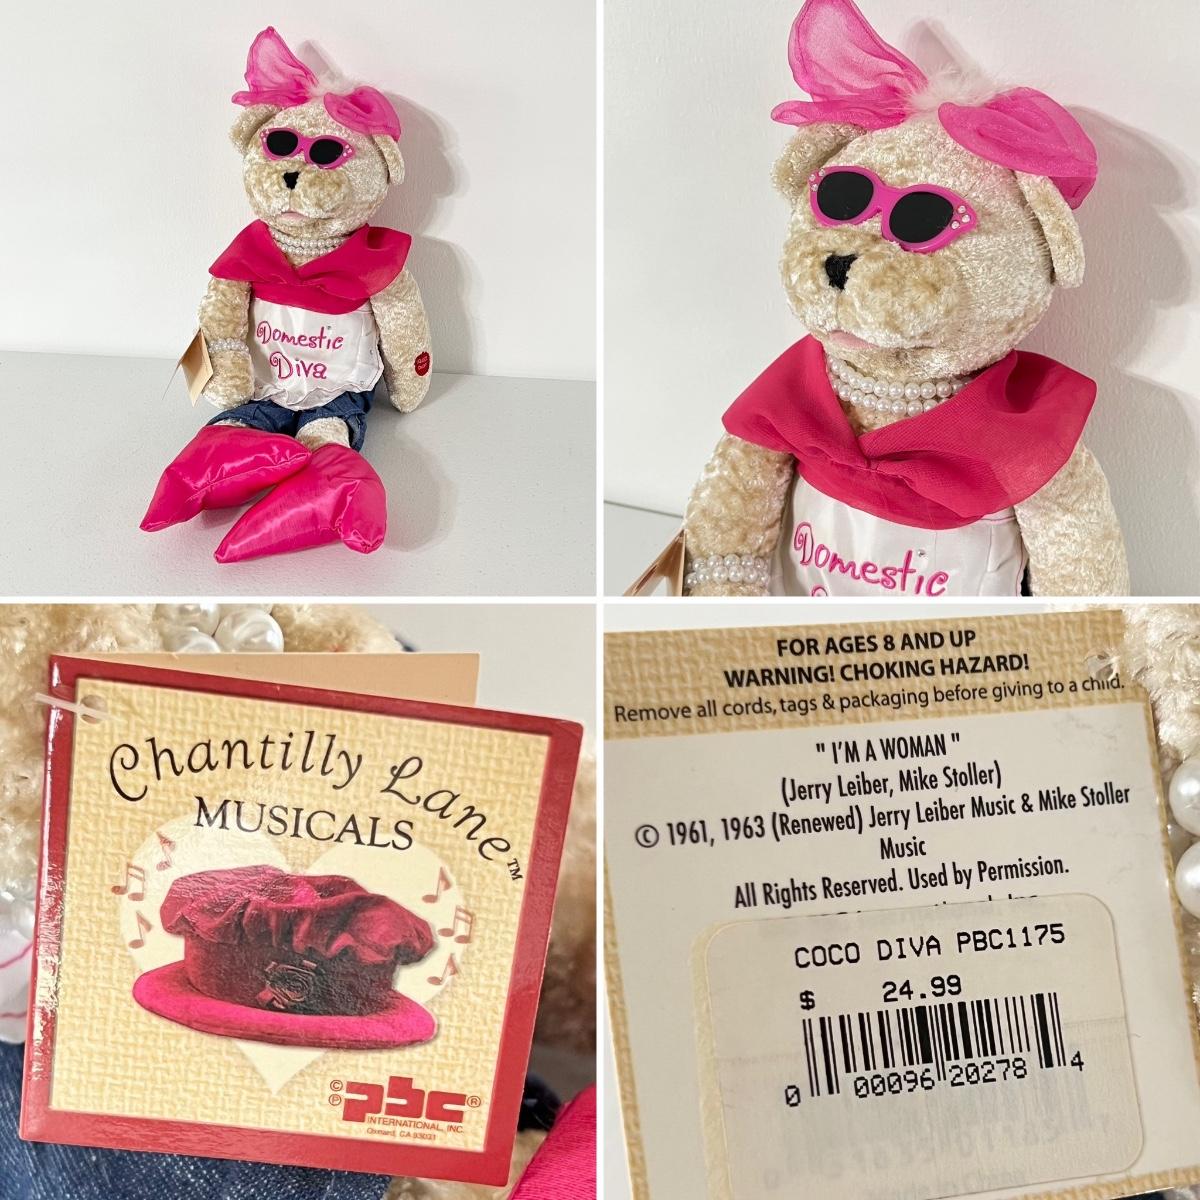 Domestic
Diva
Domestic
Chantilly Lane™
MUSICALS
© ℗ pbc ®
INTERNATIONAL, INC.
Oxnard, CA 93031
FOR AGES 8 AND UP
WARNING! CHOKING HAZARD!
Remove all cords, tags & packaging before giving to a child.
" I'M A WOMAN "
(Jerry Leiber, Mike Stoller)
© 1961, 1963 (Renewed) Jerry Leiber Music & Mike Stoller
Music
All Rights Reserved. Used by Permission.
COCO DIVA PBC1175
$ 24.99
0 00096 20278 4